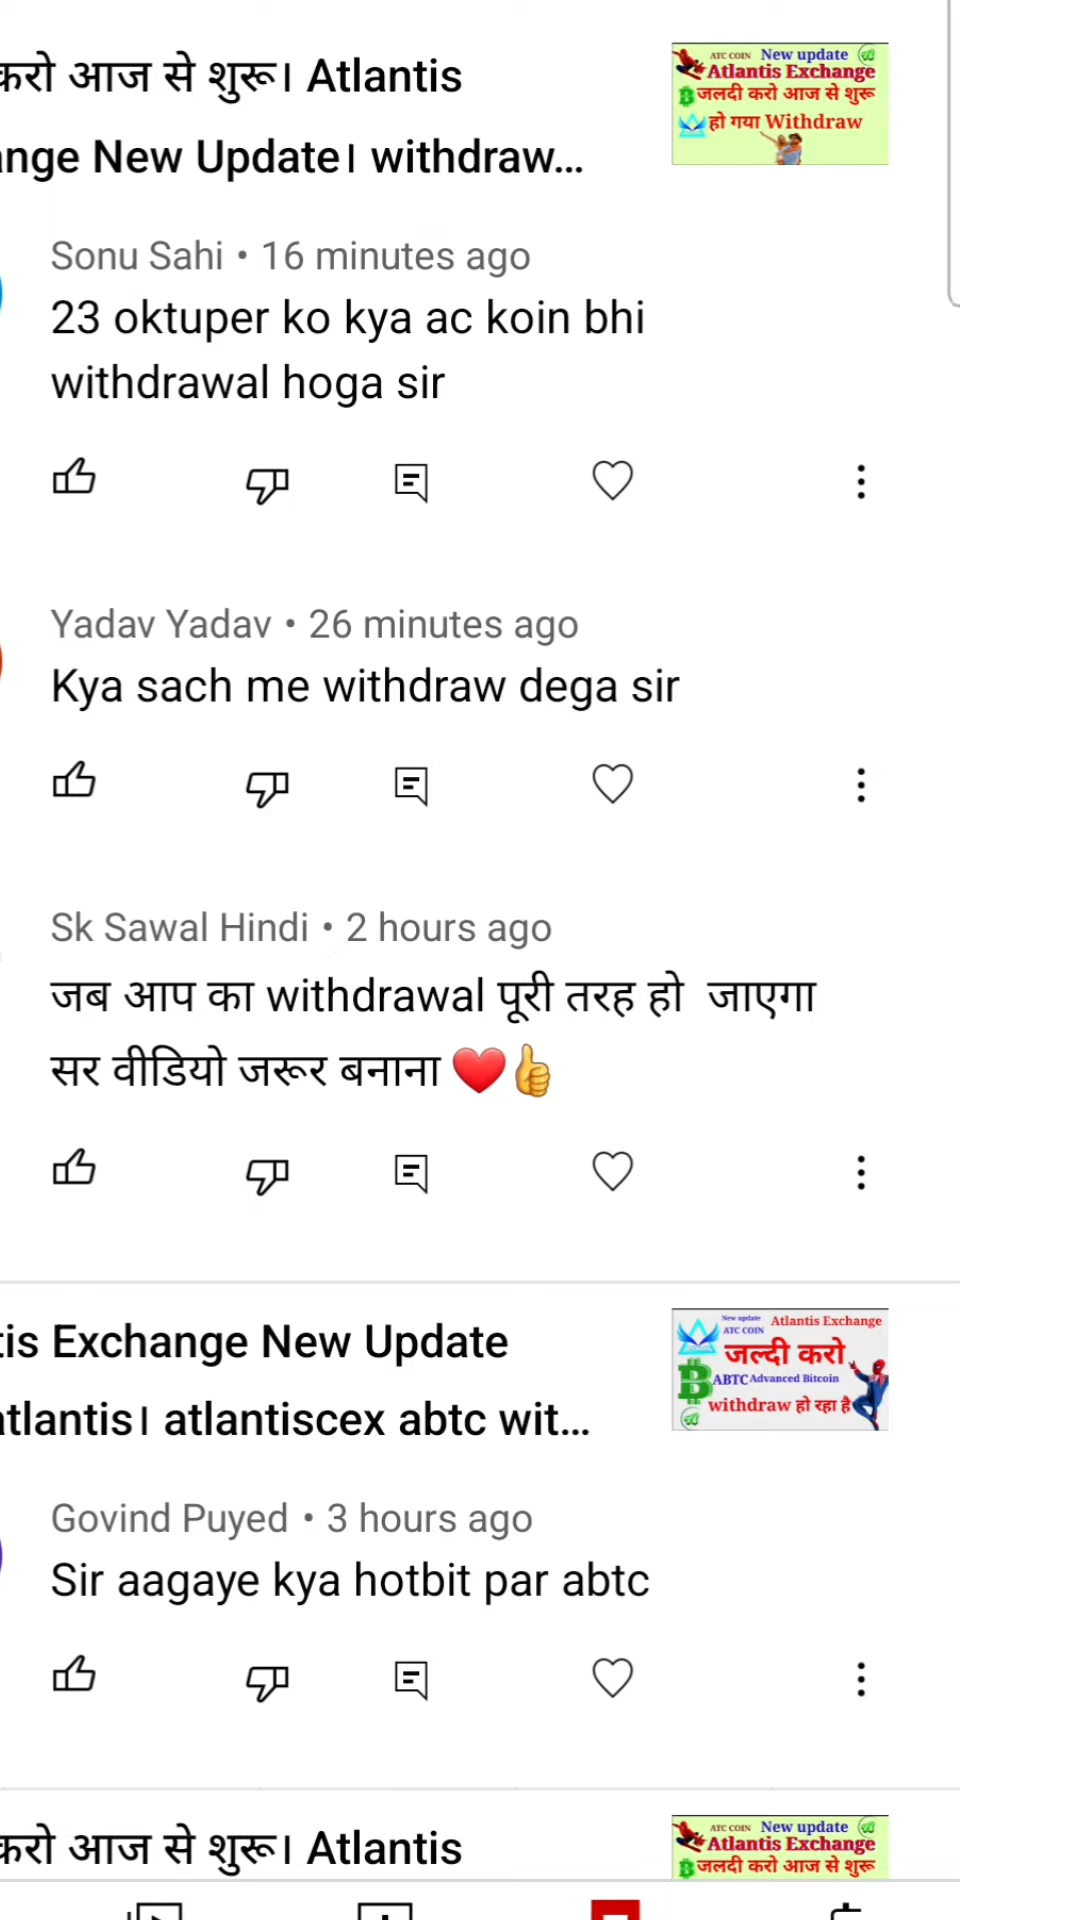 करो आज से शुरू। Atlantis
nge New Update। withdraw...
ATC COIN New update
Atlantis Exchange
जलदी करो आज से शुरू
हो गया Withdraw
Sonu Sahi • 16 minutes ago
23 oktuper ko kya ac koin bhi
withdrawal hoga sir
Yadav Yadav • 26 minutes ago
Kya sach me withdraw dega sir
Sk Sawal Hindi • 2 hours ago
जब आप का withdrawal पूरी तरह हो जाएगा
सर वीडियो जरूर बनाना ❤️👍
tis Exchange New Update
atlantis। atlantiscex abtc wit...
New update Atlantis Exchange
ATC COIN
जल्दी करो
ABTC Advanced Bitcoin
withdraw हो रहा है
Govind Puyed • 3 hours ago
Sir aagaye kya hotbit par abtc
करो आज से शुरू। Atlantis
ATC COIN New update
Atlantis Exchange
जलदी करो आज से शुरू